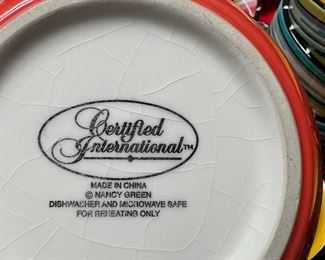 Certified
International™
MADE IN CHINA
© NANCY GREEN
DISHWASHER AND MICROWAVE SAFE
FOR REHEATING ONLY